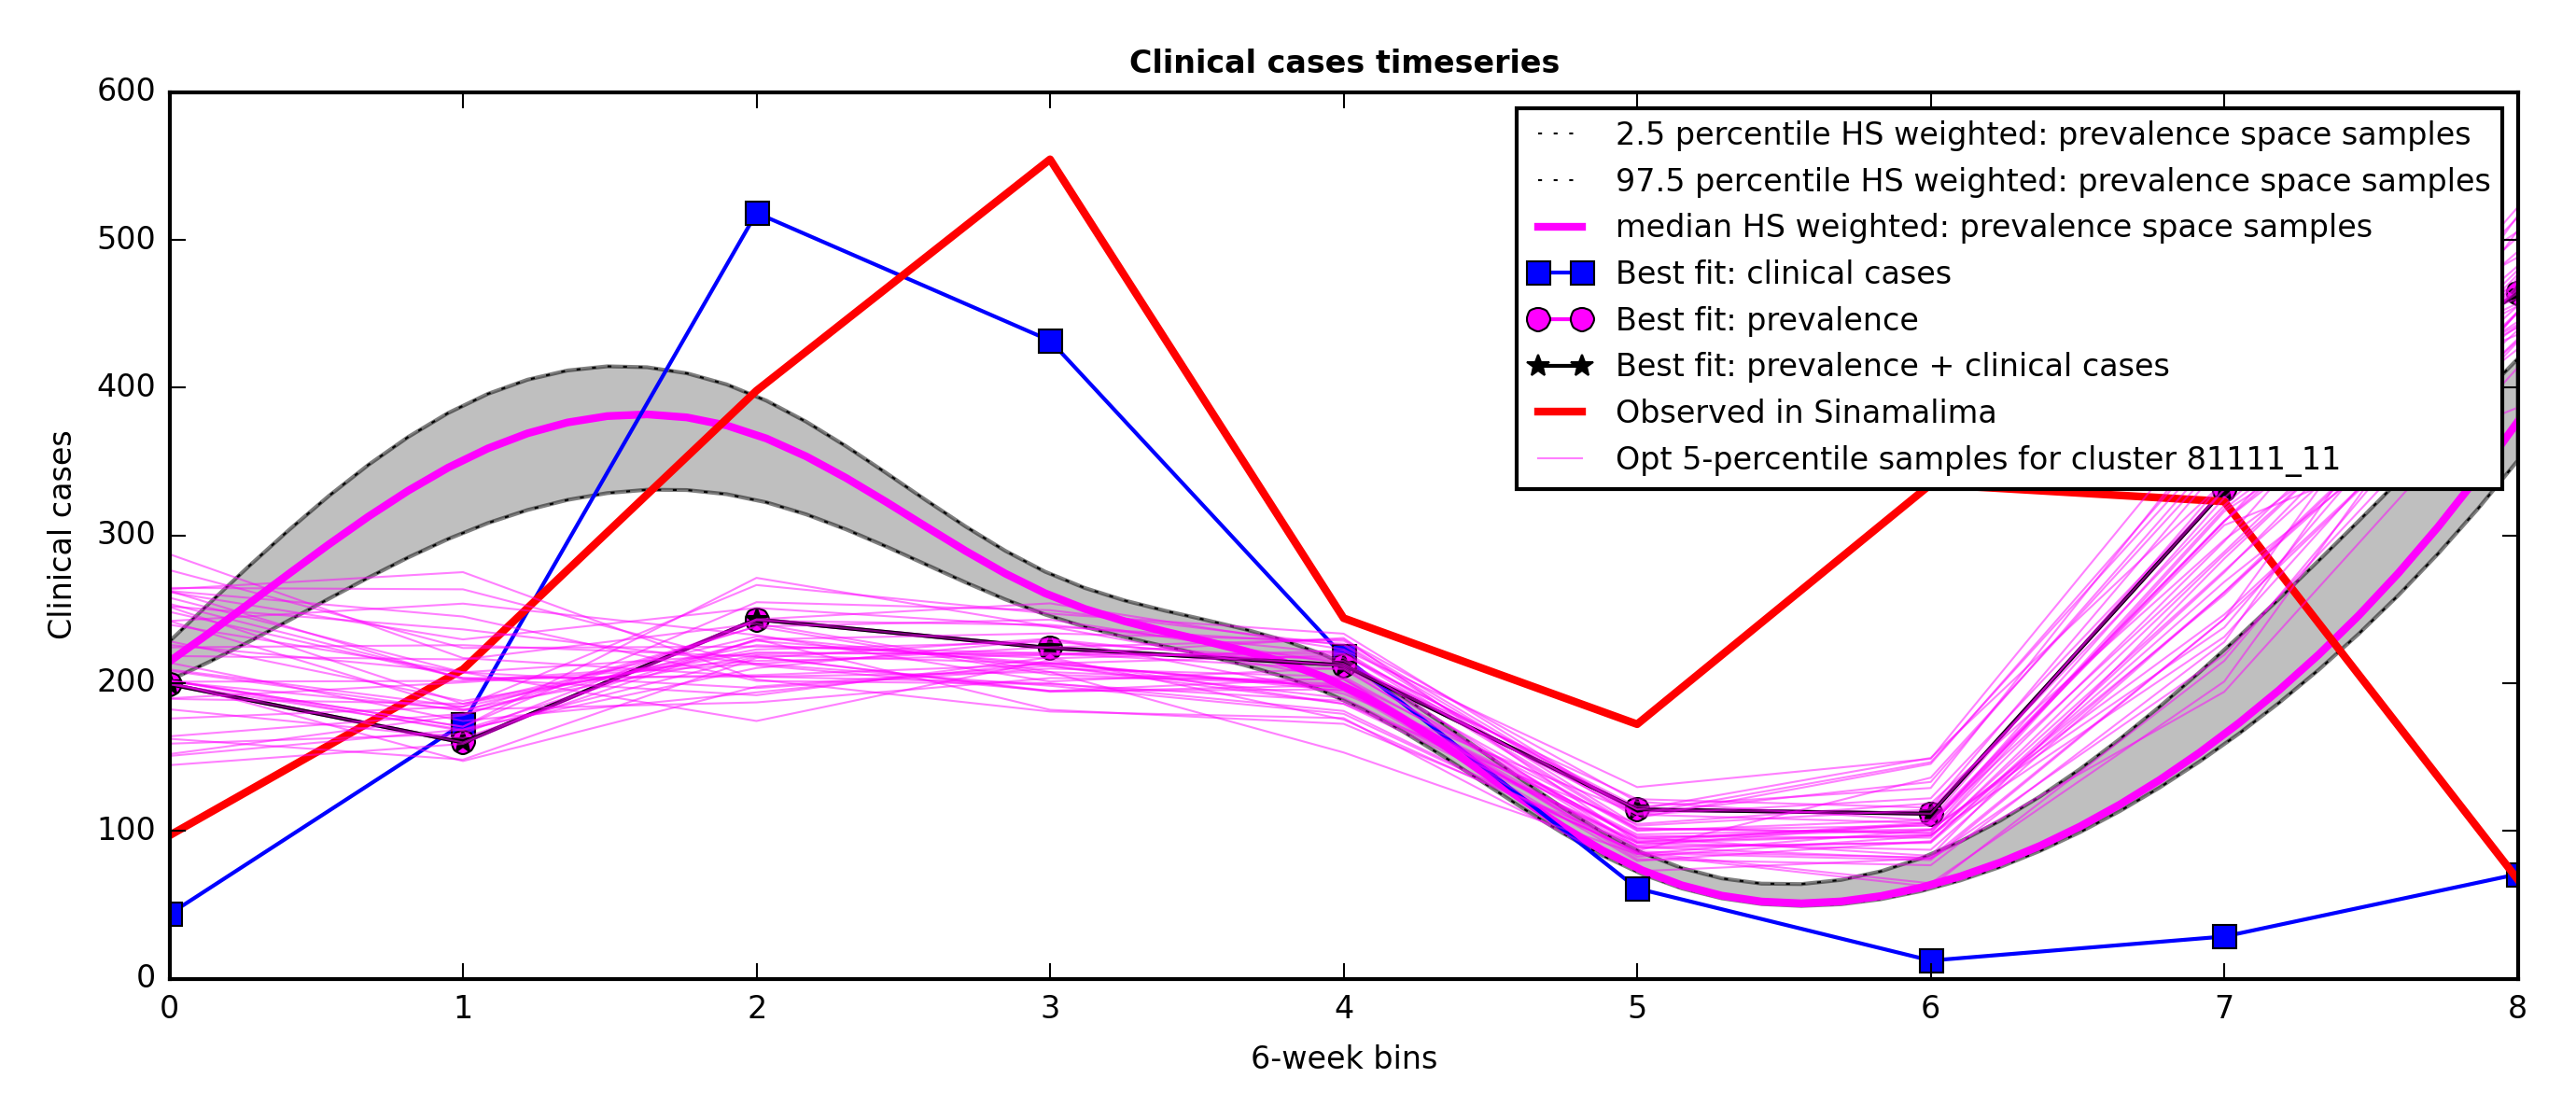 Clinical cases timeseries
600
500
400
300
200
100
0
Clinical cases
2.5 percentile HS weighted: prevalence space samples
97.5 percentile HS weighted: prevalence space samples
median HS weighted: prevalence space samples
Best fit: clinical cases
Best fit: prevalence
Best fit: prevalence + clinical cases
Observed in Sinamalima
Opt 5-percentile samples for cluster 81111_11
0 1 2 3 4 5 6 7 8
6-week bins